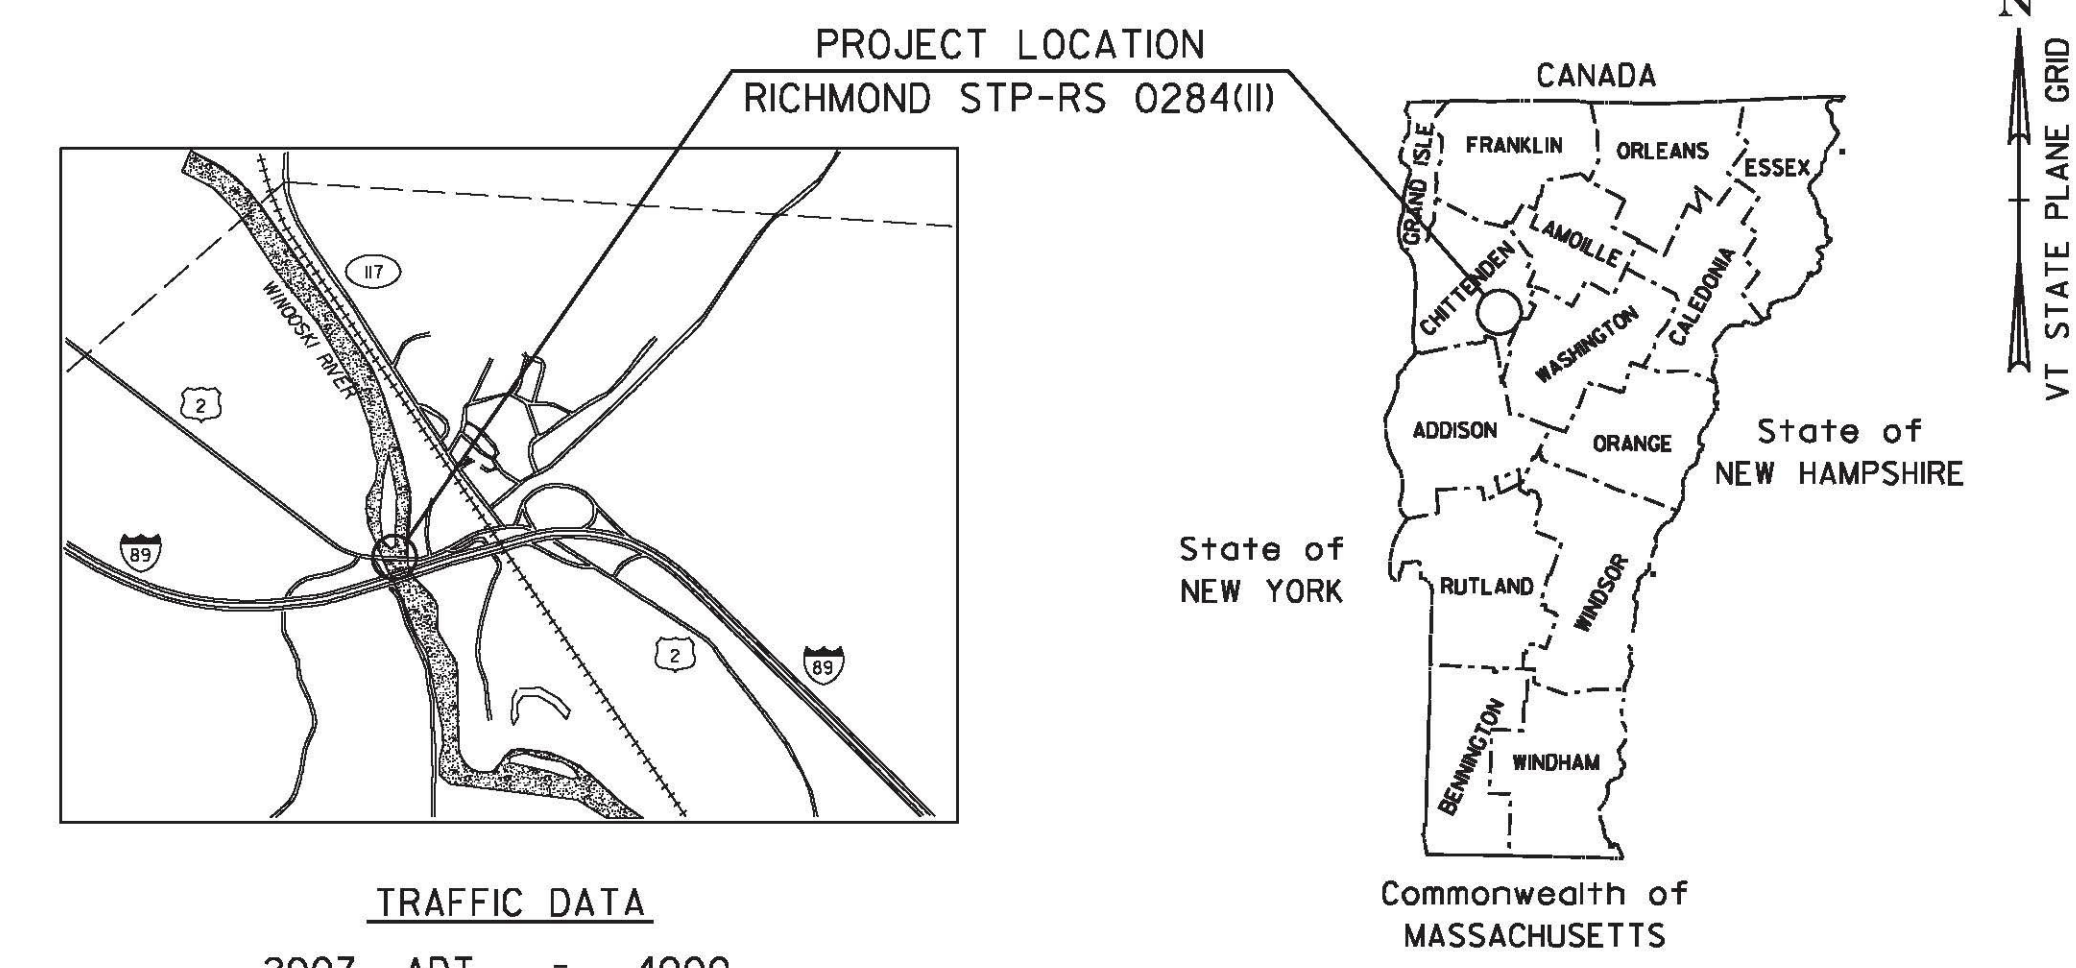 PROJECT LOCATION
RICHMOND STP-RS 0284(11)
117
WINOOSKI RIVER
2
89
2
89
TRAFFIC DATA
CANADA
GRAND ISLE
FRANKLIN
ORLEANS
ESSEX
LAMOILLE
CHITTENDEN
CALEDONIA
WASHINGTON
ADDISON
ORANGE
RUTLAND
WINDSOR
BENNINGTON
WINDHAM
State of
NEW HAMPSHIRE
State of
NEW YORK
Commonwealth of
MASSACHUSETTS
N
VT STATE PLANE GRID